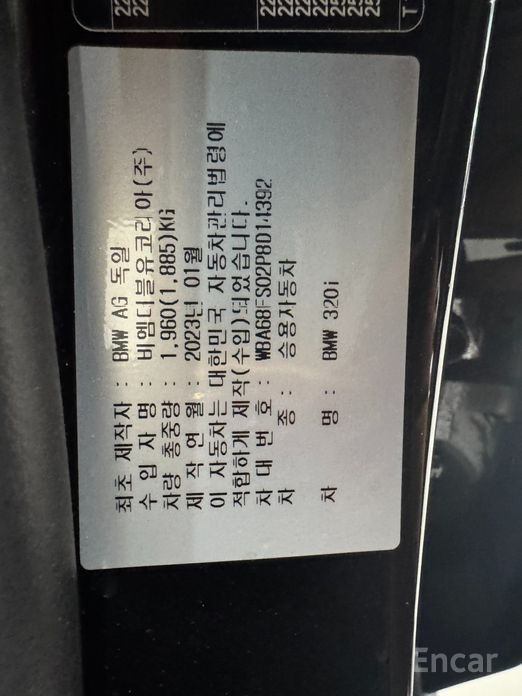 최초 제작자 : BMW AG 독일
수 입 자 명 : 비엠더블유코리아(주)
차량 총중량 : 1,960(1,885)KG
제 작 연 월 : 2023년 01월
이 자동차는 대한민국 자동차관리법령에
적합하게 제작(수입)되었습니다.
차 대 번 호 : WBA68FS02P8D14392
차 종 : 승용자동차
차 명 : BMW 320i
Encar